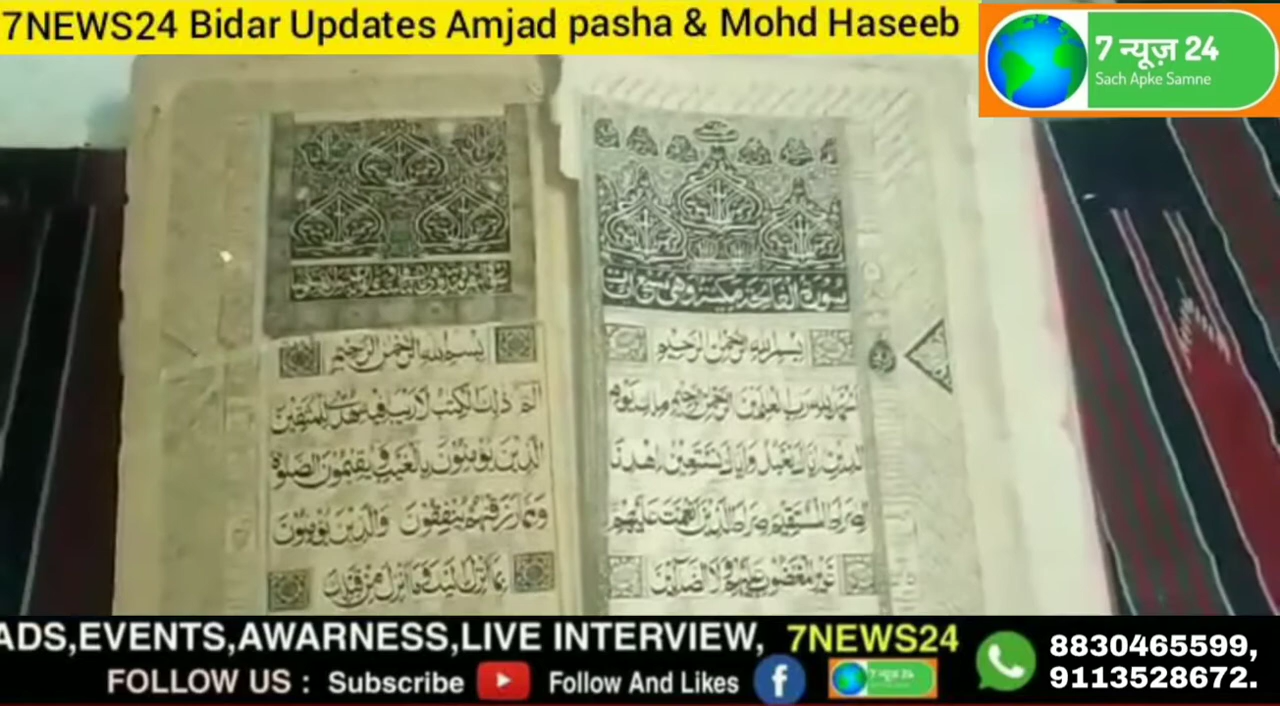 7NEWS24 Bidar Updates Amjad pasha & Mohd Haseeb
7 न्यूज़ 24
Sach Apke Samne
سورة الفاتحة مكية وهي سبع آيات
بسم الله الرحمن الرحيم
الحمد لله رب العلمين الرحمن الرحيم ملك يوم
الدين اياك نعبد واياك نستعين اهدنا
الصراط المستقيم صراط الذين انعمت عليهم
غير المغضوب عليهم ولا الضالين
بسم الله الرحمن الرحيم
الم ذلك الكتب لا ريب فيه هدى للمتقين
الذين يؤمنون بالغيب و يقيمون الصلوة
ومما رزقنهم ينفقون والذين يؤمنون
بما انزل اليك وما انزل من قبلك
ADS,EVENTS,AWARNESS,LIVE INTERVIEW, 7NEWS24
FOLLOW US : Subscribe Follow And Likes 7 न्यूज़ 24
8830465599,
9113528672.